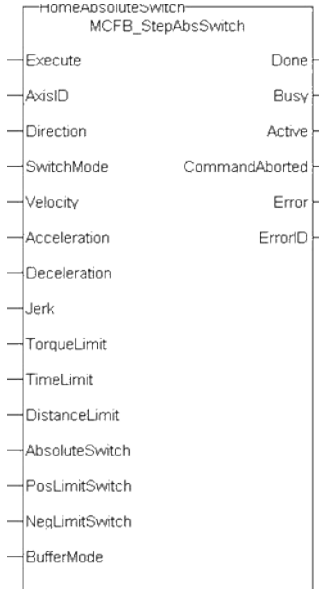 HomeAbsoluteSwitch
MCFB_StepAbsSwitch
Execute Done
AxisID Busy
Direction Active
SwitchMode CommandAborted
Velocity Error
Acceleration ErrorID
Deceleration
Jerk
TorqueLimit
TimeLimit
DistanceLimit
AbsoluteSwitch
PosLimitSwitch
NegLimitSwitch
BufferMode